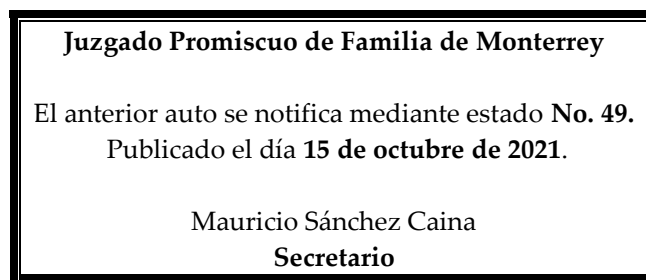 Juzgado Promiscuo de Familia de Monterrey
El anterior auto se notifica mediante estado No. 49.
Publicado el día 15 de octubre de 2021.
Mauricio Sánchez Caina
Secretario